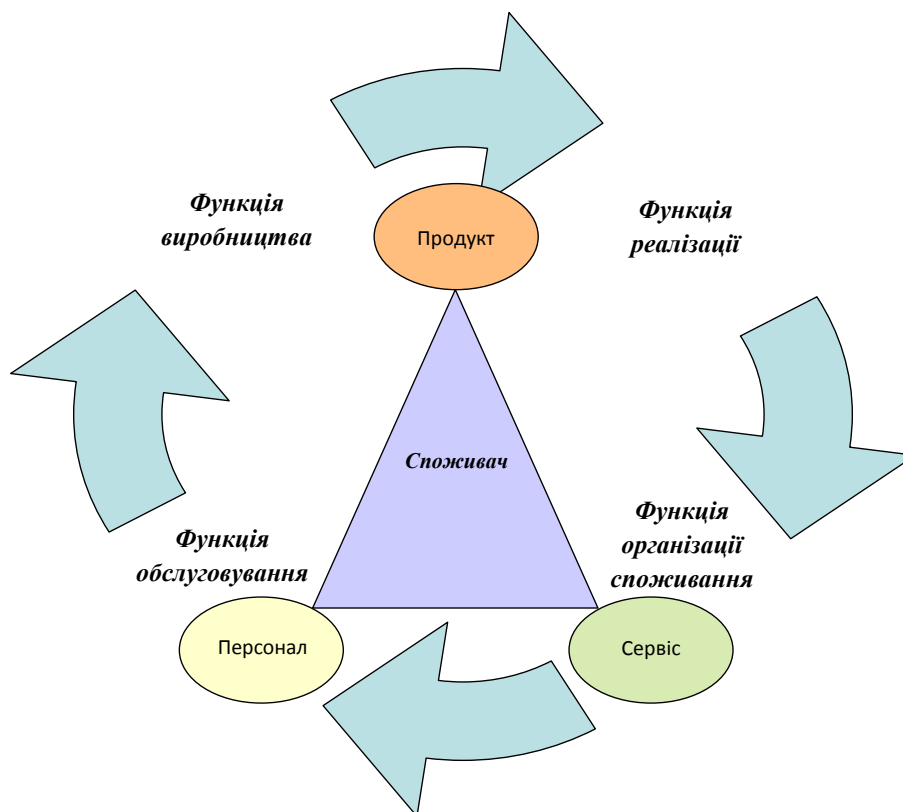 Функція
виробництва
Продукт
Функція
реалізації
Споживач
Функція
обслуговування
Функція
організації
споживання
Персонал
Сервіс